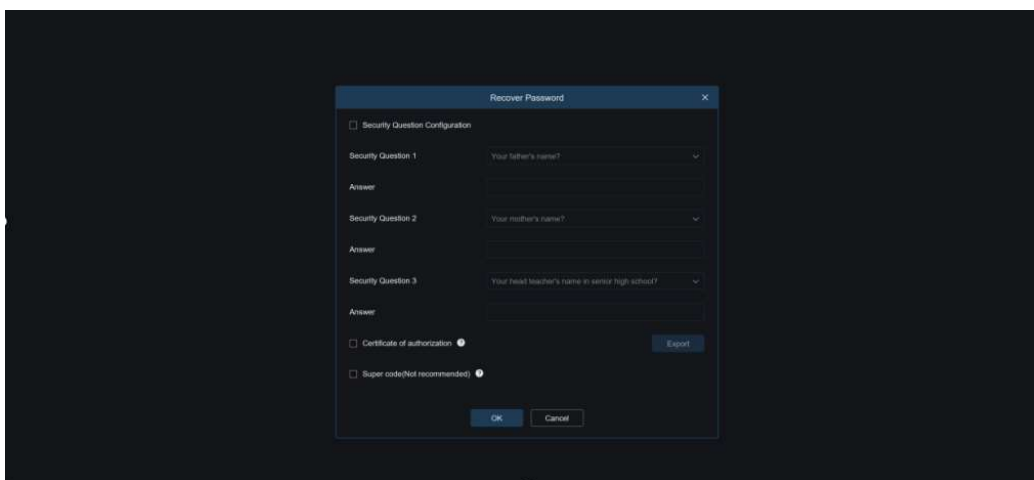 Recover Password
Security Question Configuration
Security Question 1 Your father's name?
Answer
Security Question 2 Your mother's name?
Answer
Security Question 3 Your head teacher's name in senior high school?
Answer
Certificate of authorization ? Export
Super code(Not recommended) ?
OK Cancel